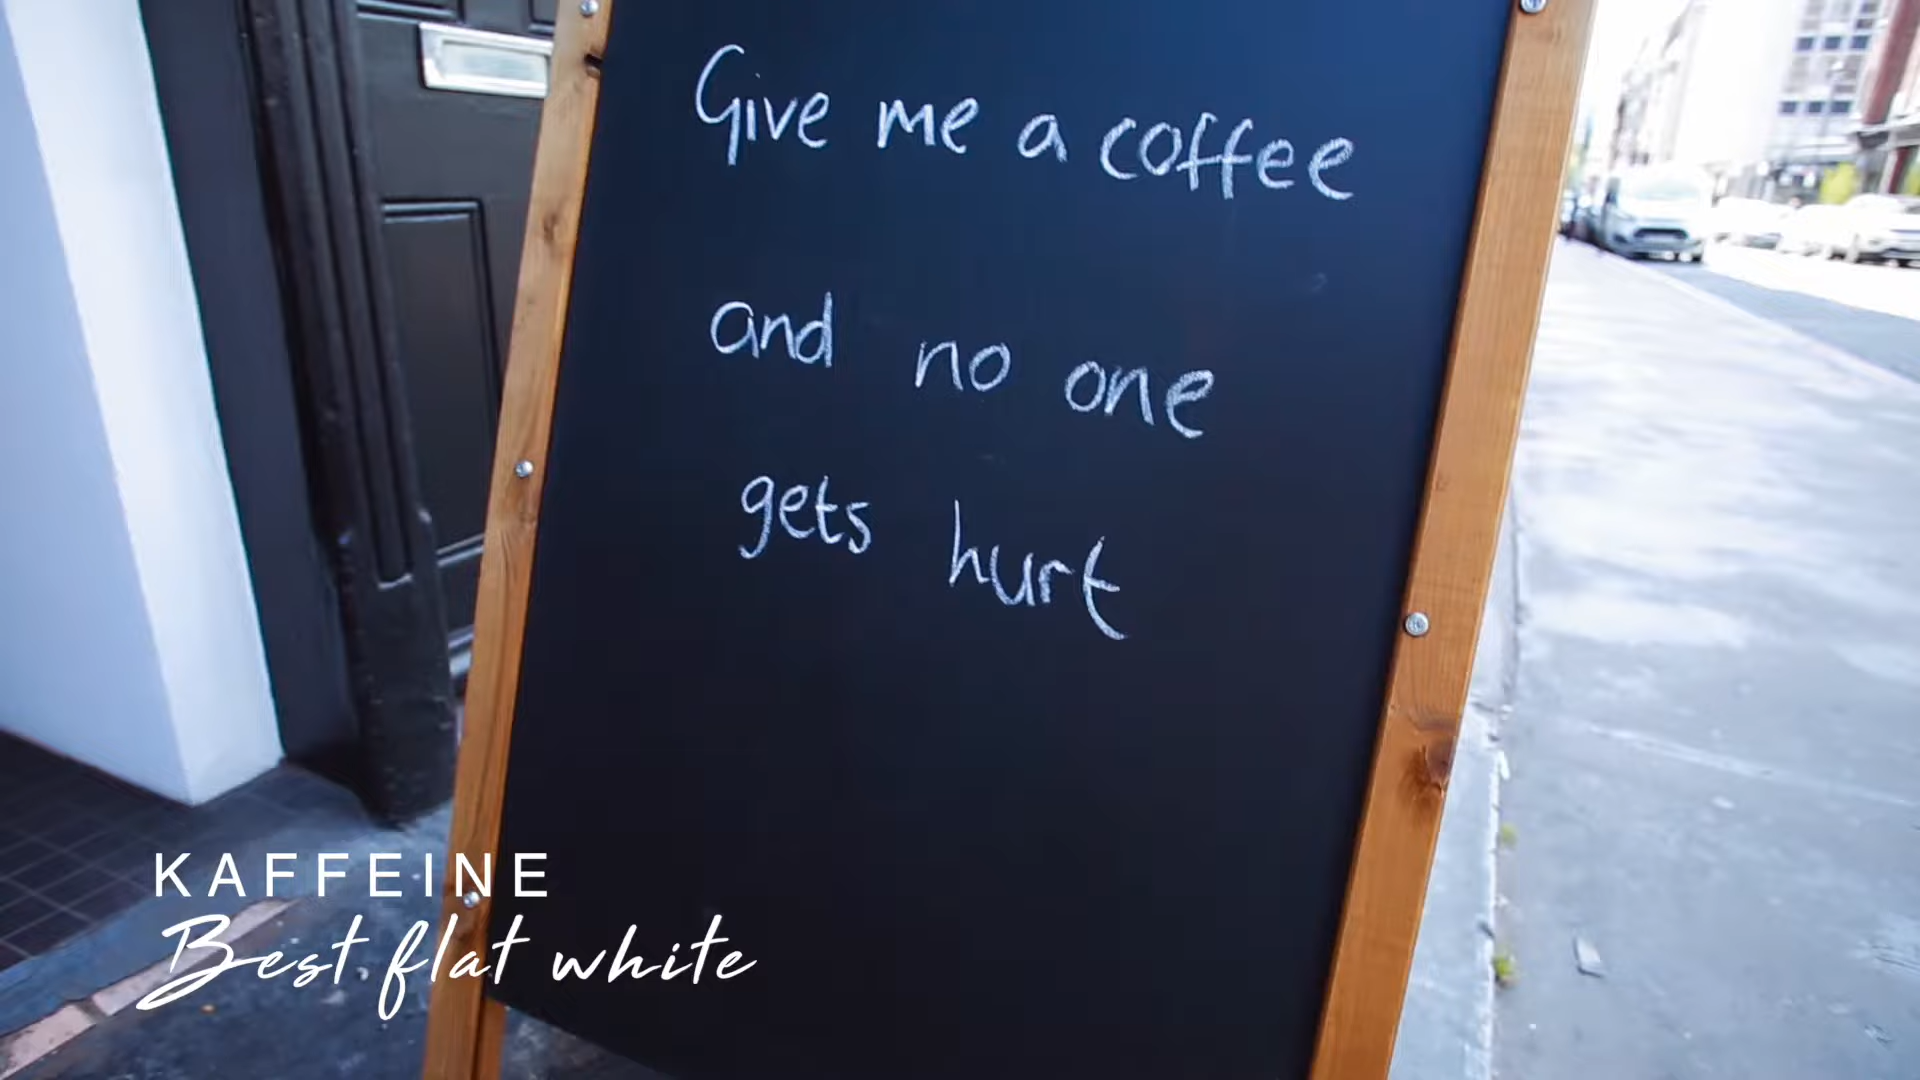 Give me a coffee
and no one
gets hurt
KAFFEINE
Best flat white